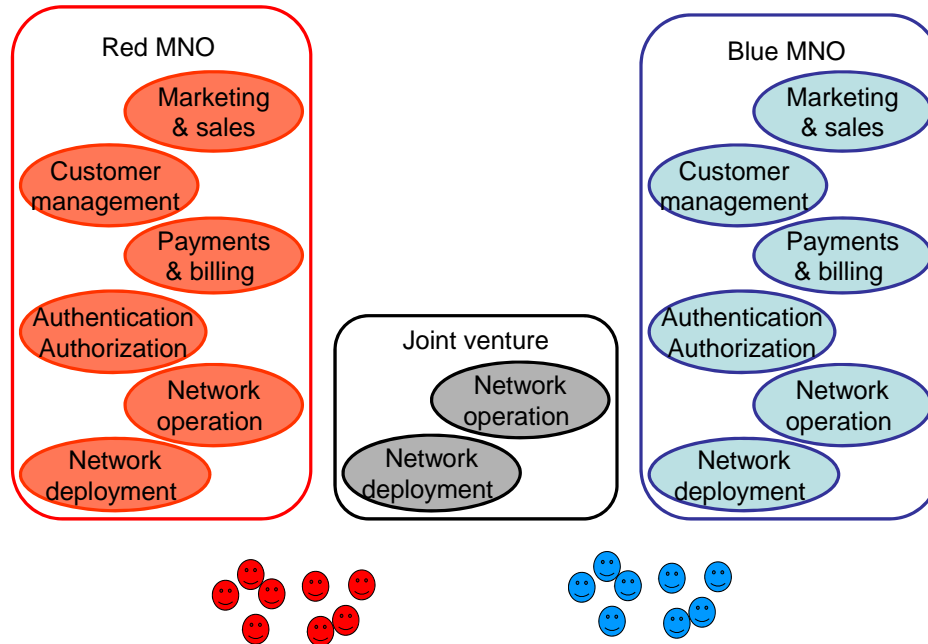 Red MNO
Marketing
& sales
Customer
management
Payments
& billing
Authentication
Authorization
Network
operation
Network
deployment
Joint venture
Network
operation
Network
deployment
Blue MNO
Marketing
& sales
Customer
management
Payments
& billing
Authentication
Authorization
Network
operation
Network
deployment